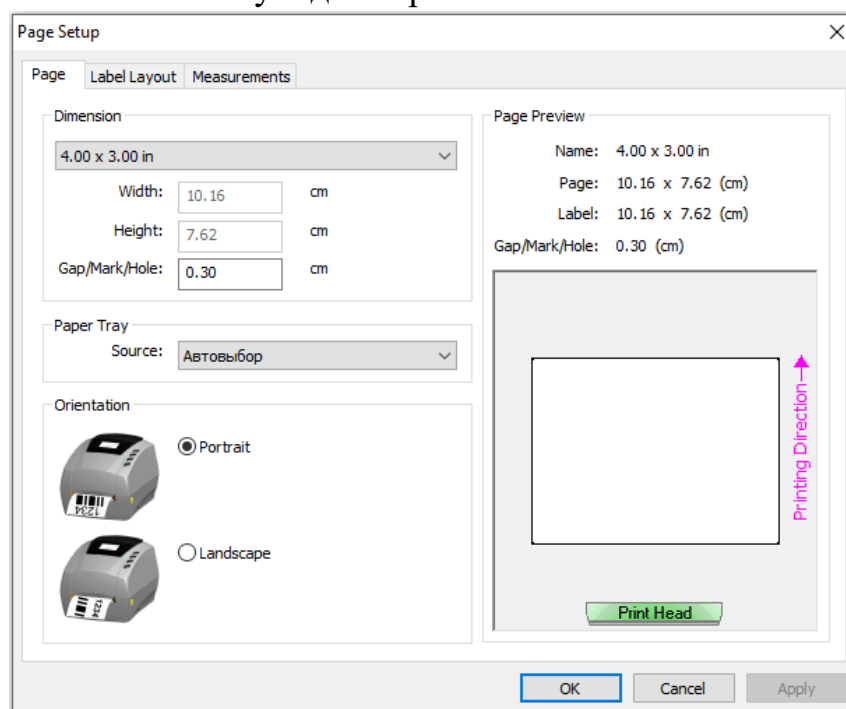 Page Setup
Page Label Layout Measurements
Dimension
4.00 x 3.00 in
Width: 10.16 cm
Height: 7.62 cm
Gap/Mark/Hole: 0.30 cm
Paper Tray
Source: Автовыбор
Orientation
1234
Portrait
1234
Landscape
Page Preview
Name: 4.00 x 3.00 in
Page: 10.16 x 7.62 (cm)
Label: 10.16 x 7.62 (cm)
Gap/Mark/Hole: 0.30 (cm)
Printing Direction
Print Head
OK Cancel Apply